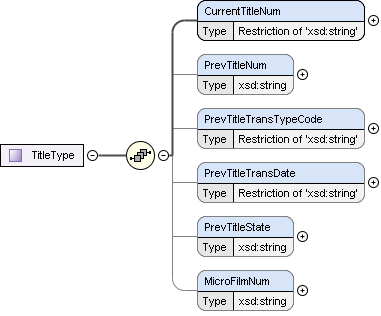 CurrentTitleNum
Type Restriction of 'xsd:string'
PrevTitleNum
Type xsd:string
PrevTitleTransTypeCode
Type Restriction of 'xsd:string'
TitleType
PrevTitleTransDate
Type Restriction of 'xsd:string'
PrevTitleState
Type xsd:string
MicroFilmNum
Type xsd:string